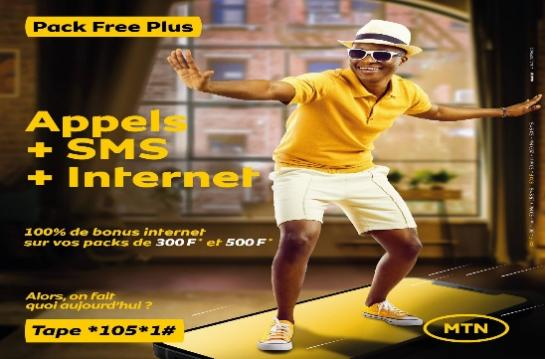 Pack Free Plus
Appels
+ SMS
+ Internet
100% de bonus internet
sur vos packs de 300 F* et 500 F*
Alors, on fait
quoi aujourd'hui ?
Tape *105*1#
MTN